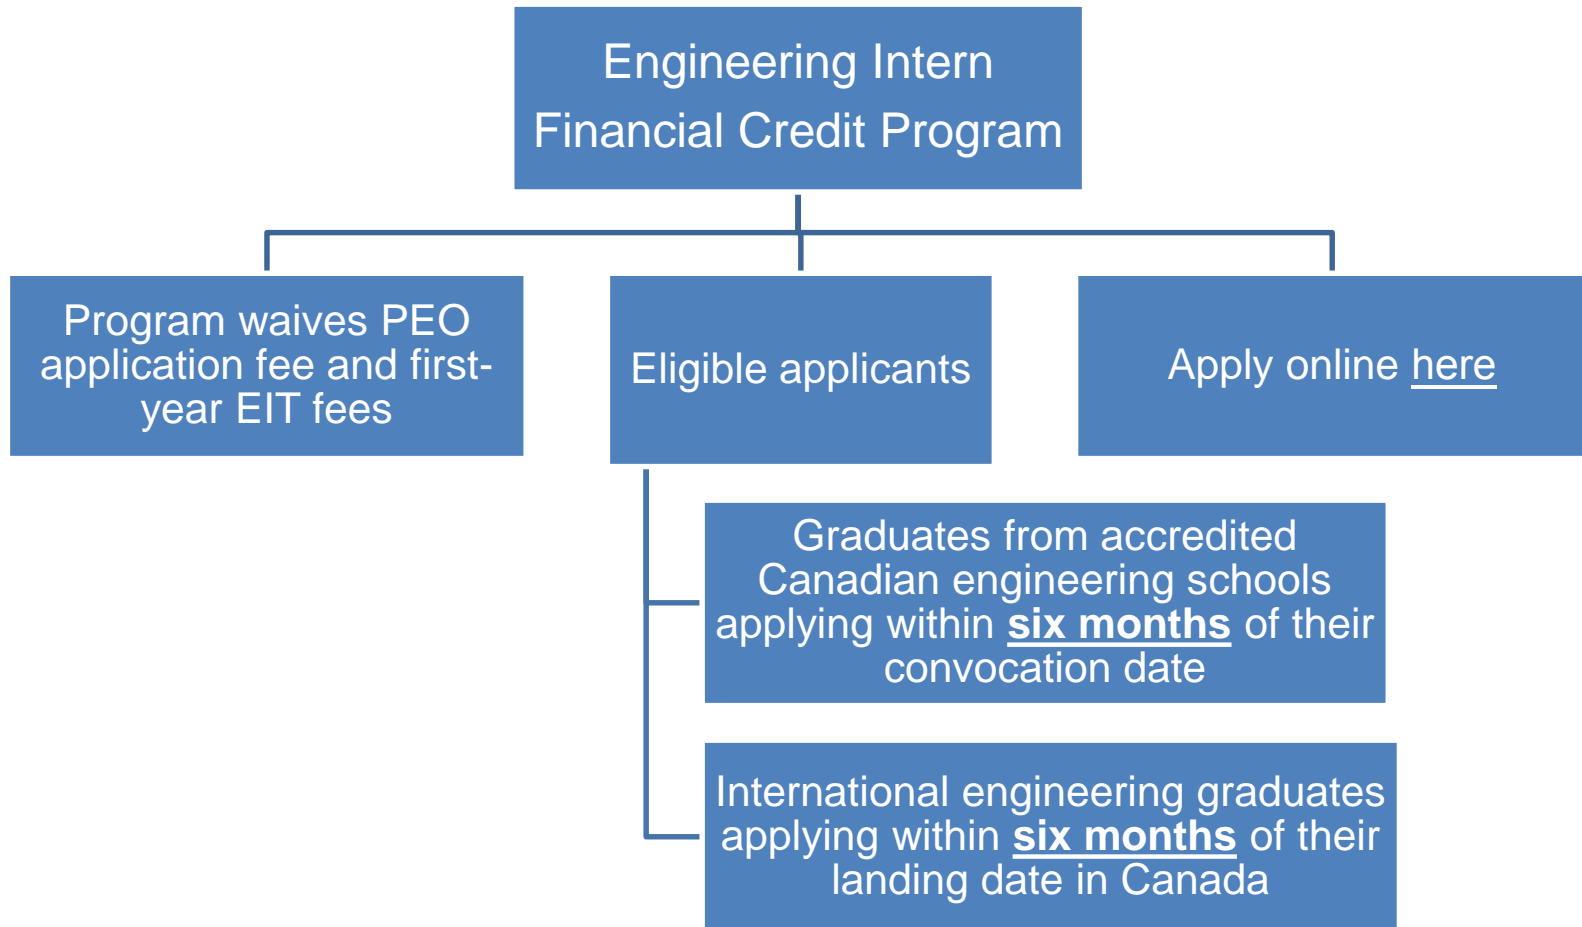 Engineering Intern
Financial Credit Program
Program waives PEO
application fee and first-
year EIT fees
Eligible applicants
Apply online here
Graduates from accredited
Canadian engineering schools
applying within six months of their
convocation date
International engineering graduates
applying within six months of their
landing date in Canada